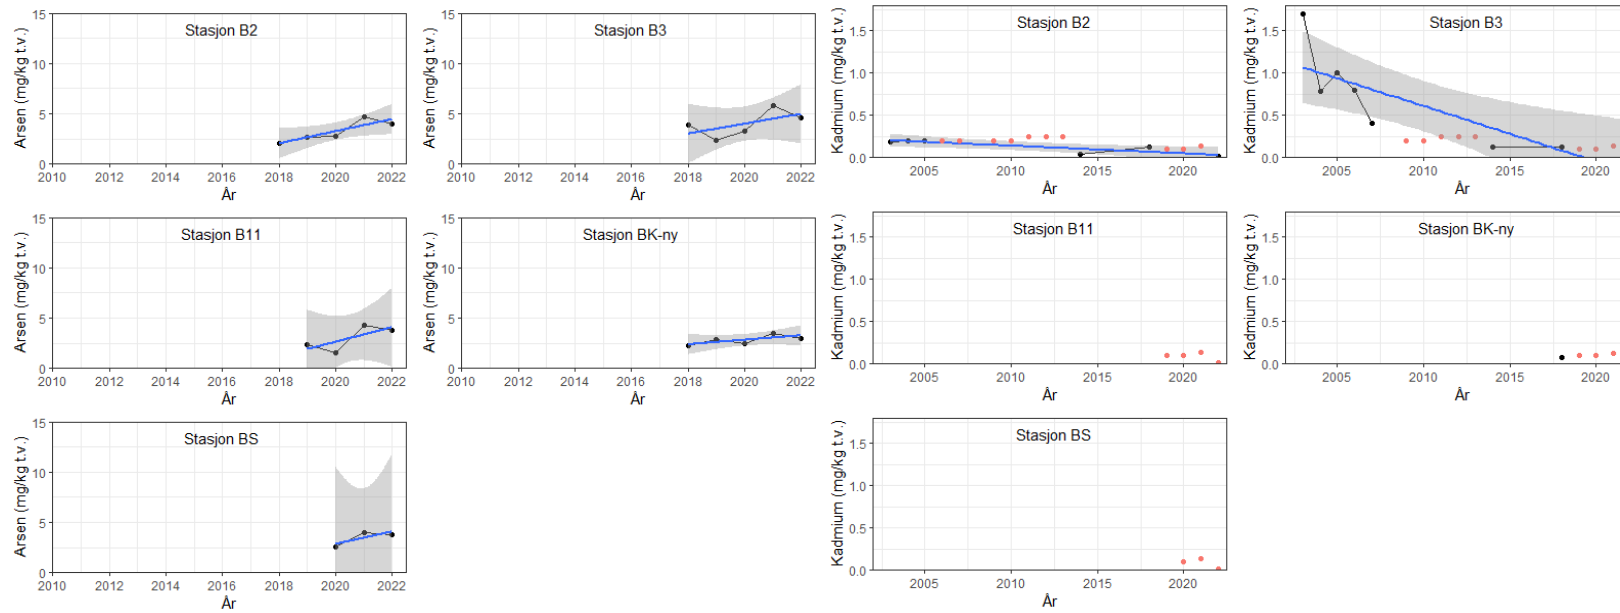 Stasjon B2
Arsen (mg/kg t.v.)
15
10
5
0
2010 2012 2014 2016 2018 2020 2022
År
Stasjon B3
Arsen (mg/kg t.v.)
15
10
5
0
2010 2012 2014 2016 2018 2020 2022
År
Stasjon B2
Kadmium (mg/kg t.v.)
1.5
1.0
0.5
0.0
2005 2010 2015 2020
År
Stasjon B3
Kadmium (mg/kg t.v.)
1.5
1.0
0.5
0.0
2005 2010 2015 2020
År
Stasjon B11
Arsen (mg/kg t.v.)
15
10
5
0
2010 2012 2014 2016 2018 2020 2022
År
Stasjon BK-ny
Arsen (mg/kg t.v.)
15
10
5
0
2010 2012 2014 2016 2018 2020 2022
År
Stasjon B11
Kadmium (mg/kg t.v.)
1.5
1.0
0.5
0.0
2005 2010 2015 2020
År
Stasjon BK-ny
Kadmium (mg/kg t.v.)
1.5
1.0
0.5
0.0
2005 2010 2015 2020
År
Stasjon BS
Arsen (mg/kg t.v.)
15
10
5
0
2010 2012 2014 2016 2018 2020 2022
År
Stasjon BS
Kadmium (mg/kg t.v.)
1.5
1.0
0.5
0.0
2005 2010 2015 2020
År